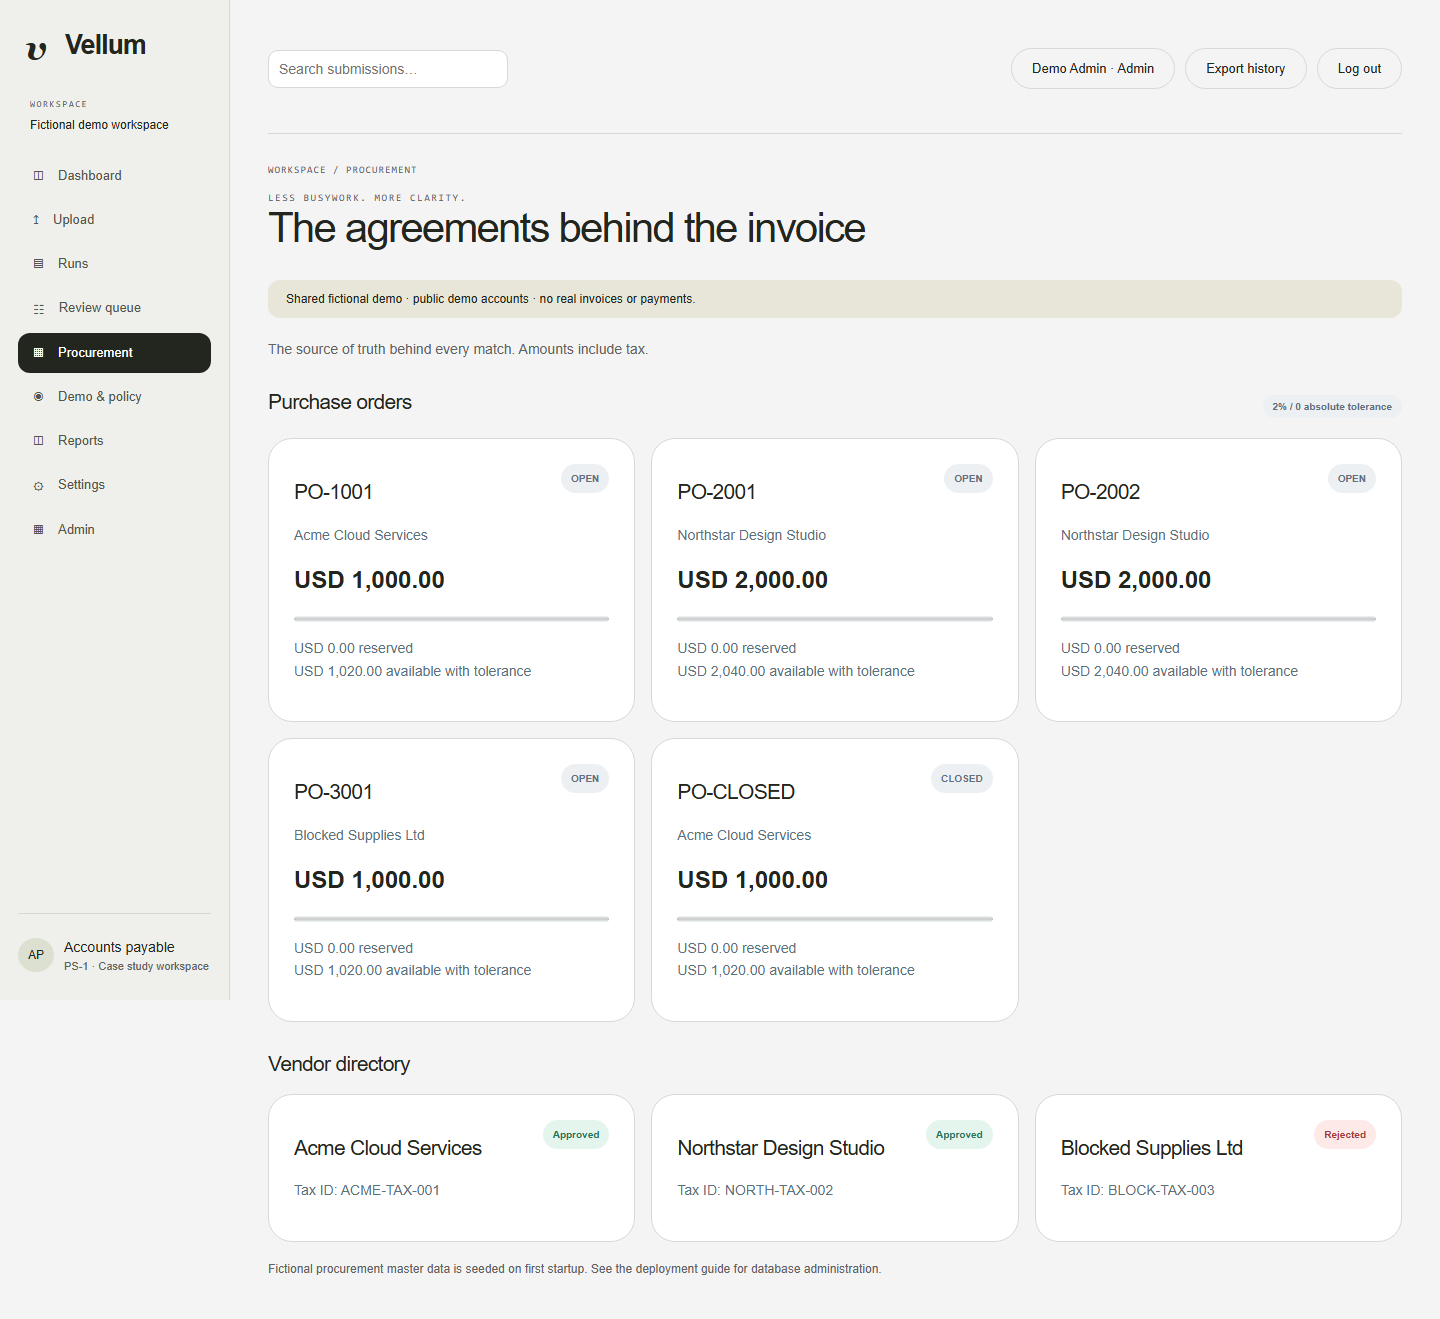 v Vellum
WORKSPACE
Fictional demo workspace
Dashboard
Upload
Runs
Review queue
Procurement
Demo & policy
Reports
Settings
Admin
AP
Accounts payable
PS-1 · Case study workspace
Search submissions...
Demo Admin · Admin
Export history
Log out
WORKSPACE / PROCUREMENT
LESS BUSYWORK. MORE CLARITY.
The agreements behind the invoice
Shared fictional demo · public demo accounts · no real invoices or payments.
The source of truth behind every match. Amounts include tax.
Purchase orders
2% / 0 absolute tolerance
PO-1001
OPEN
Acme Cloud Services
USD 1,000.00
USD 0.00 reserved
USD 1,020.00 available with tolerance
PO-2001
OPEN
Northstar Design Studio
USD 2,000.00
USD 0.00 reserved
USD 2,040.00 available with tolerance
PO-2002
OPEN
Northstar Design Studio
USD 2,000.00
USD 0.00 reserved
USD 2,040.00 available with tolerance
PO-3001
OPEN
Blocked Supplies Ltd
USD 1,000.00
USD 0.00 reserved
USD 1,020.00 available with tolerance
PO-CLOSED
CLOSED
Acme Cloud Services
USD 1,000.00
USD 0.00 reserved
USD 1,020.00 available with tolerance
Vendor directory
Acme Cloud Services
Approved
Tax ID: ACME-TAX-001
Northstar Design Studio
Approved
Tax ID: NORTH-TAX-002
Blocked Supplies Ltd
Rejected
Tax ID: BLOCK-TAX-003
Fictional procurement master data is seeded on first startup. See the deployment guide for database administration.